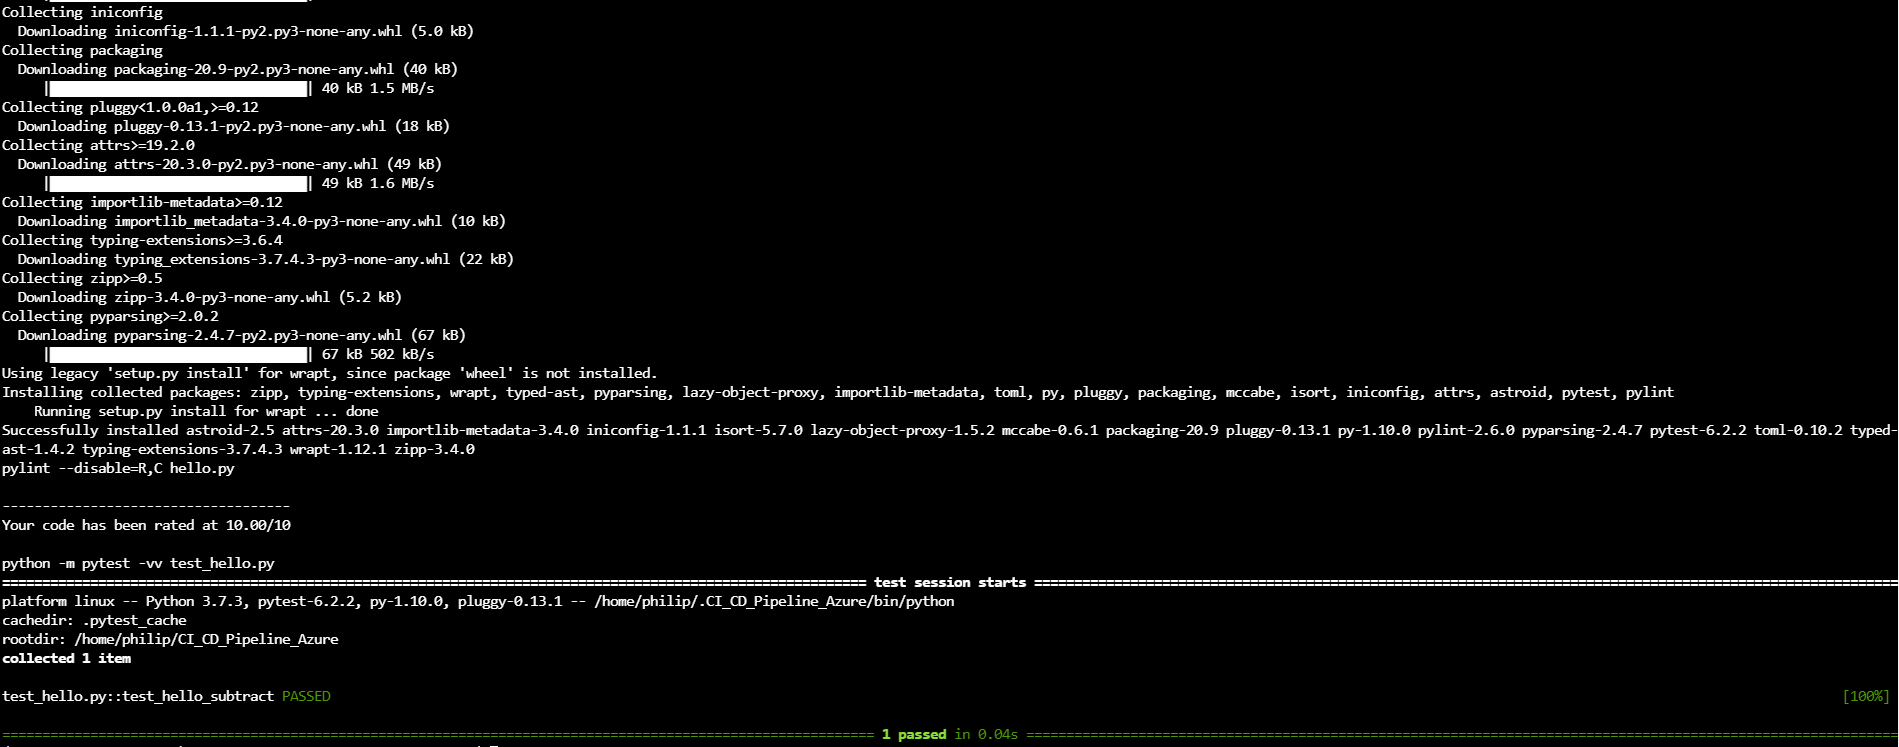 Collecting iniconfig
  Downloading iniconfig-1.1.1-py2.py3-none-any.whl (5.0 kB)
Collecting packaging
  Downloading packaging-20.9-py2.py3-none-any.whl (40 kB)
     |████████████████████████████████| 40 kB 1.5 MB/s
Collecting pluggy<1.0.0a1,>=0.12
  Downloading pluggy-0.13.1-py2.py3-none-any.whl (18 kB)
Collecting attrs>=19.2.0
  Downloading attrs-20.3.0-py2.py3-none-any.whl (49 kB)
     |████████████████████████████████| 49 kB 1.6 MB/s
Collecting importlib-metadata>=0.12
  Downloading importlib_metadata-3.4.0-py3-none-any.whl (10 kB)
Collecting typing-extensions>=3.6.4
  Downloading typing_extensions-3.7.4.3-py3-none-any.whl (22 kB)
Collecting zipp>=0.5
  Downloading zipp-3.4.0-py3-none-any.whl (5.2 kB)
Collecting pyparsing>=2.0.2
  Downloading pyparsing-2.4.7-py2.py3-none-any.whl (67 kB)
     |████████████████████████████████| 67 kB 502 kB/s
Using legacy 'setup.py install' for wrapt, since package 'wheel' is not installed.
Installing collected packages: zipp, typing-extensions, wrapt, typed-ast, pyparsing, lazy-object-proxy, importlib-metadata, toml, py, pluggy, packaging, mccabe, isort, iniconfig, attrs, astroid, pytest, pylint
    Running setup.py install for wrapt ... done
Successfully installed astroid-2.5 attrs-20.3.0 importlib-metadata-3.4.0 iniconfig-1.1.1 isort-5.7.0 lazy-object-proxy-1.5.2 mccabe-0.6.1 packaging-20.9 pluggy-0.13.1 py-1.10.0 pylint-2.6.0 pyparsing-2.4.7 pytest-6.2.2 toml-0.10.2 typed-
ast-1.4.2 typing-extensions-3.7.4.3 wrapt-1.12.1 zipp-3.4.0
pylint --disable=R,C hello.py
------------------------------------
Your code has been rated at 10.00/10
python -m pytest -vv test_hello.py
============ test session starts ============
platform linux -- Python 3.7.3, pytest-6.2.2, py-1.10.0, pluggy-0.13.1 -- /home/philip/.CI_CD_Pipeline_Azure/bin/python
cachedir: .pytest_cache
rootdir: /home/philip/CI_CD_Pipeline_Azure
collected 1 item
test_hello.py::test_hello_subtract PASSED [100%]
============ 1 passed in 0.04s ============